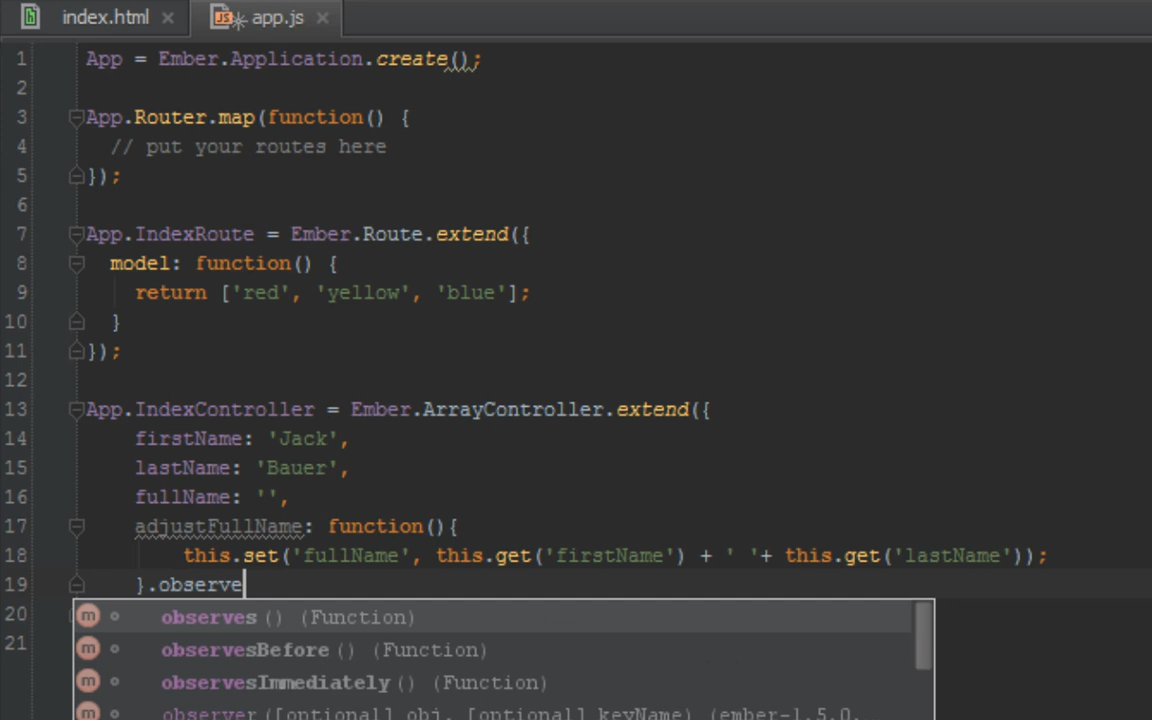 index.html
app.js
1 App = Ember.Application.create();
2
3 App.Router.map(function() {
4 // put your routes here
5 });
6
7 App.IndexRoute = Ember.Route.extend({
8 model: function() {
9 return ['red', 'yellow', 'blue'];
10 }
11 });
12
13 App.IndexController = Ember.ArrayController.extend({
14 firstName: 'Jack',
15 lastName: 'Bauer',
16 fullName: '',
17 adjustFullName: function(){
18 this.set('fullName', this.get('firstName') + ' '+ this.get('lastName'));
19 }.observe
20 m observes() (Function)
m observesBefore() (Function)
21
m observesImmediately() (Function)
m observer([optional] obj, [optional] keyName) (ember-1.5.0.